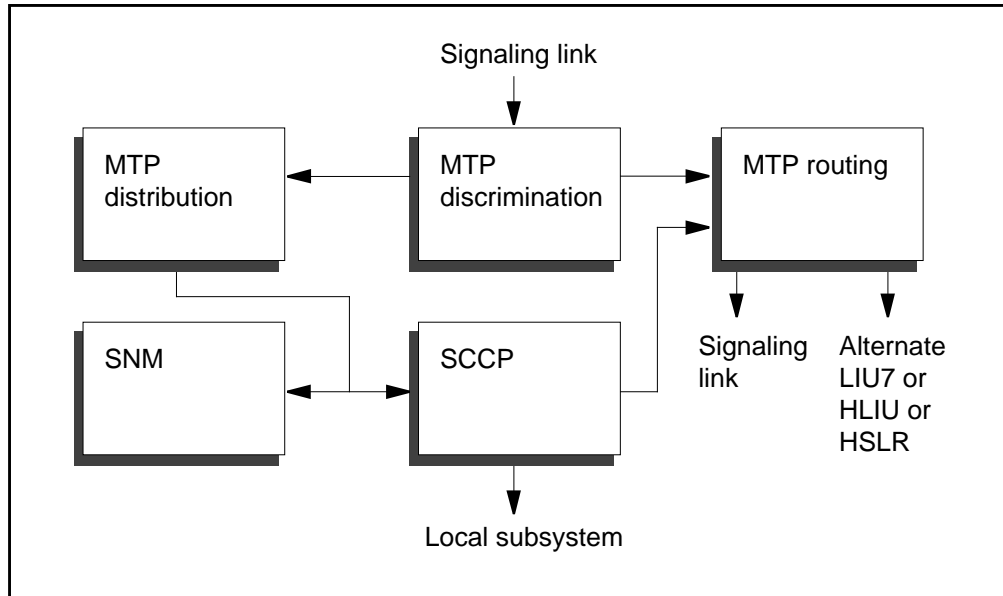 Signaling link
MTP
distribution
MTP
discrimination
MTP routing
SNM
SCCP
Signaling
link
Alternate
LIU7 or
HLIU or
HSLR
Local subsystem